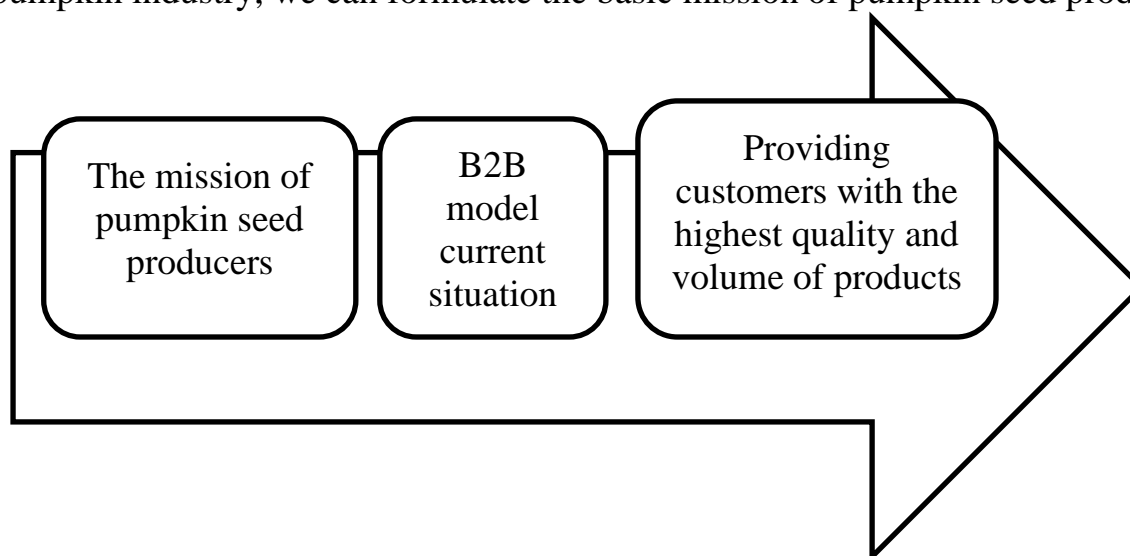 pumpkin industry, we can formulate the basic mission of pumpkin seed prod
The mission of
pumpkin seed
producers
B2B
model
current
situation
Providing
customers with the
highest quality and
volume of products